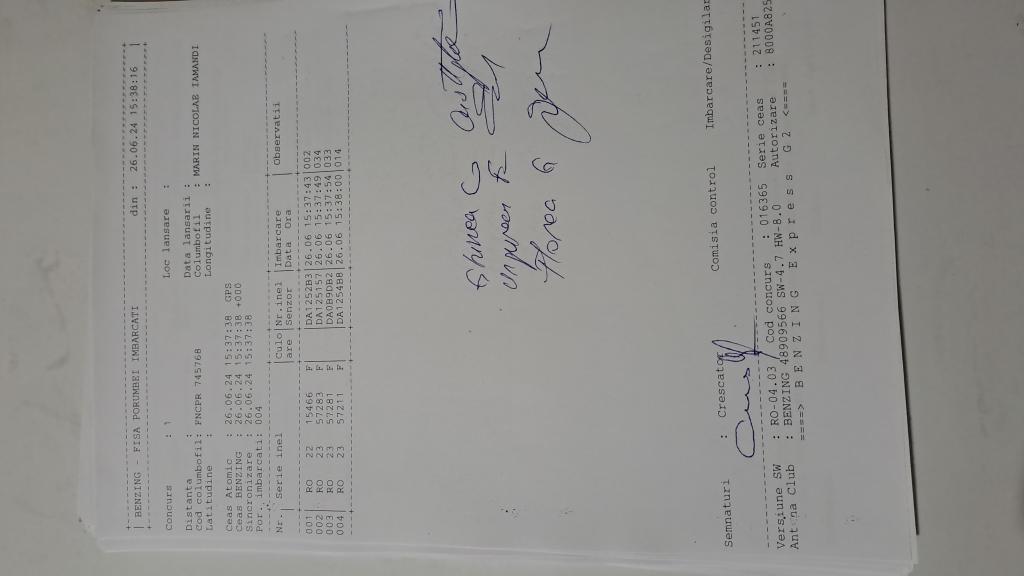 BENZING - FISA PORUMBEI IMBARCATI din : 26.06.24 15:38:16
Concurs : 1 Loc lansare :
Distanta : Data lansarii :
Cod columbofil: FNCPR 745768 Columbofil : MARIN NICOLAE IAMANDI
Latitudine : Longitudine :
Ceas Atomic : 26.06.24 15:37:38 GPS
Ceas BENZING : 26.06.24 15:37:38 +000
Sincronizare : 26.06.24 15:37:38
Por. imbarcati: 004
Nr. Serie inel |Culo|Nr.inel |Imbarcare |Observatii
|are |Senzor |Data Ora |
001 RO 22 15466 F| DA1252B3 26.06 15:37:43 002
002 RO 23 57283 F| DA125157 26.06 15:37:49 034
003 RO 23 57281 F| DA0B90DB2 26.06 15:37:54 033
004 RO 23 57211 F| DA1254B8 26.06 15:38:00 014
Ghinea C
Florea G
Semnaturi : Crescator Comisia control Imbarcare/Desigilar
Versiune SW : RO-04.03 / Cod concurs : 016365 Serie ceas : 211451
Antena Club : BENZING 48909566 SW-4.7 HW-8.0 Autorizare : 8000A825
====> B E N Z I N G E x p r e s s G 2 <====